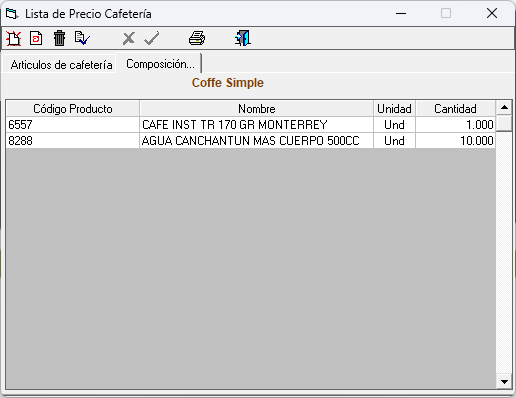 Lista de Precio Cafetería
Articulos de cafetería Composición...
Coffe Simple
Código Producto Nombre Unidad Cantidad
6557 CAFE INST TR 170 GR MONTERREY Und 1.000
8288 AGUA CANCHANTUN MAS CUERPO 500CC Und 10.000